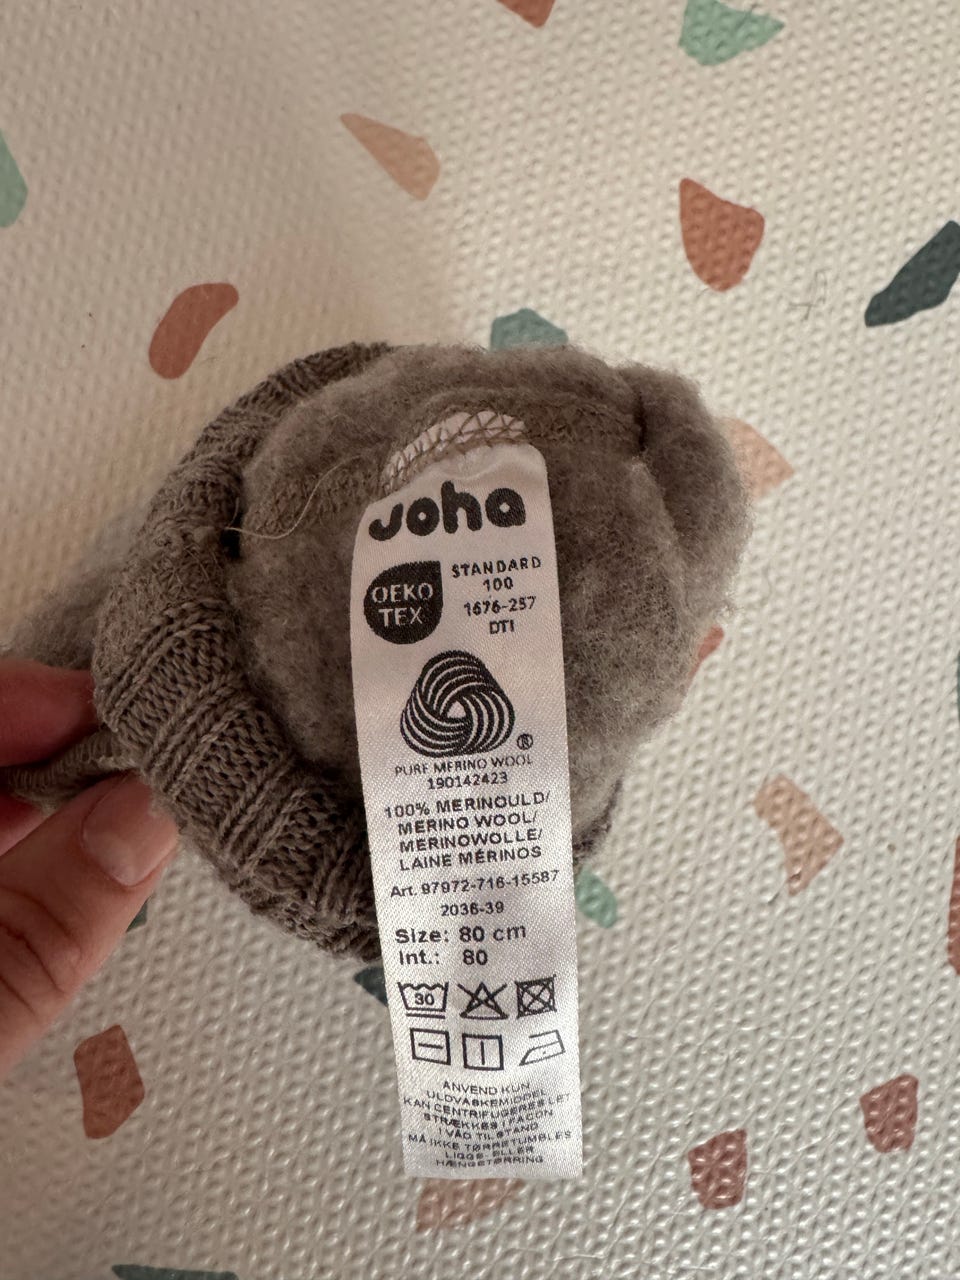 Joha
OEKO
TEX
STANDARD
100
1676-257
DTI
®
PURE MERINO WOOL
190142423
100% MERINOULD/
MERINO WOOL/
MERINOWOLLE/
LAINE MÉRINOS
Art. 97972-716-15587
2036-39
Size: 80 cm
Int.: 80
30
ANVEND KUN
ULDVASKEMIDDEL
KAN CENTRIFUGERES LET
STRÆKKES I FACON
I VÅD TILSTAND
MÅ IKKE TØRRETUMBLES
LIGGE- ELLER
HÆNGETØRRING